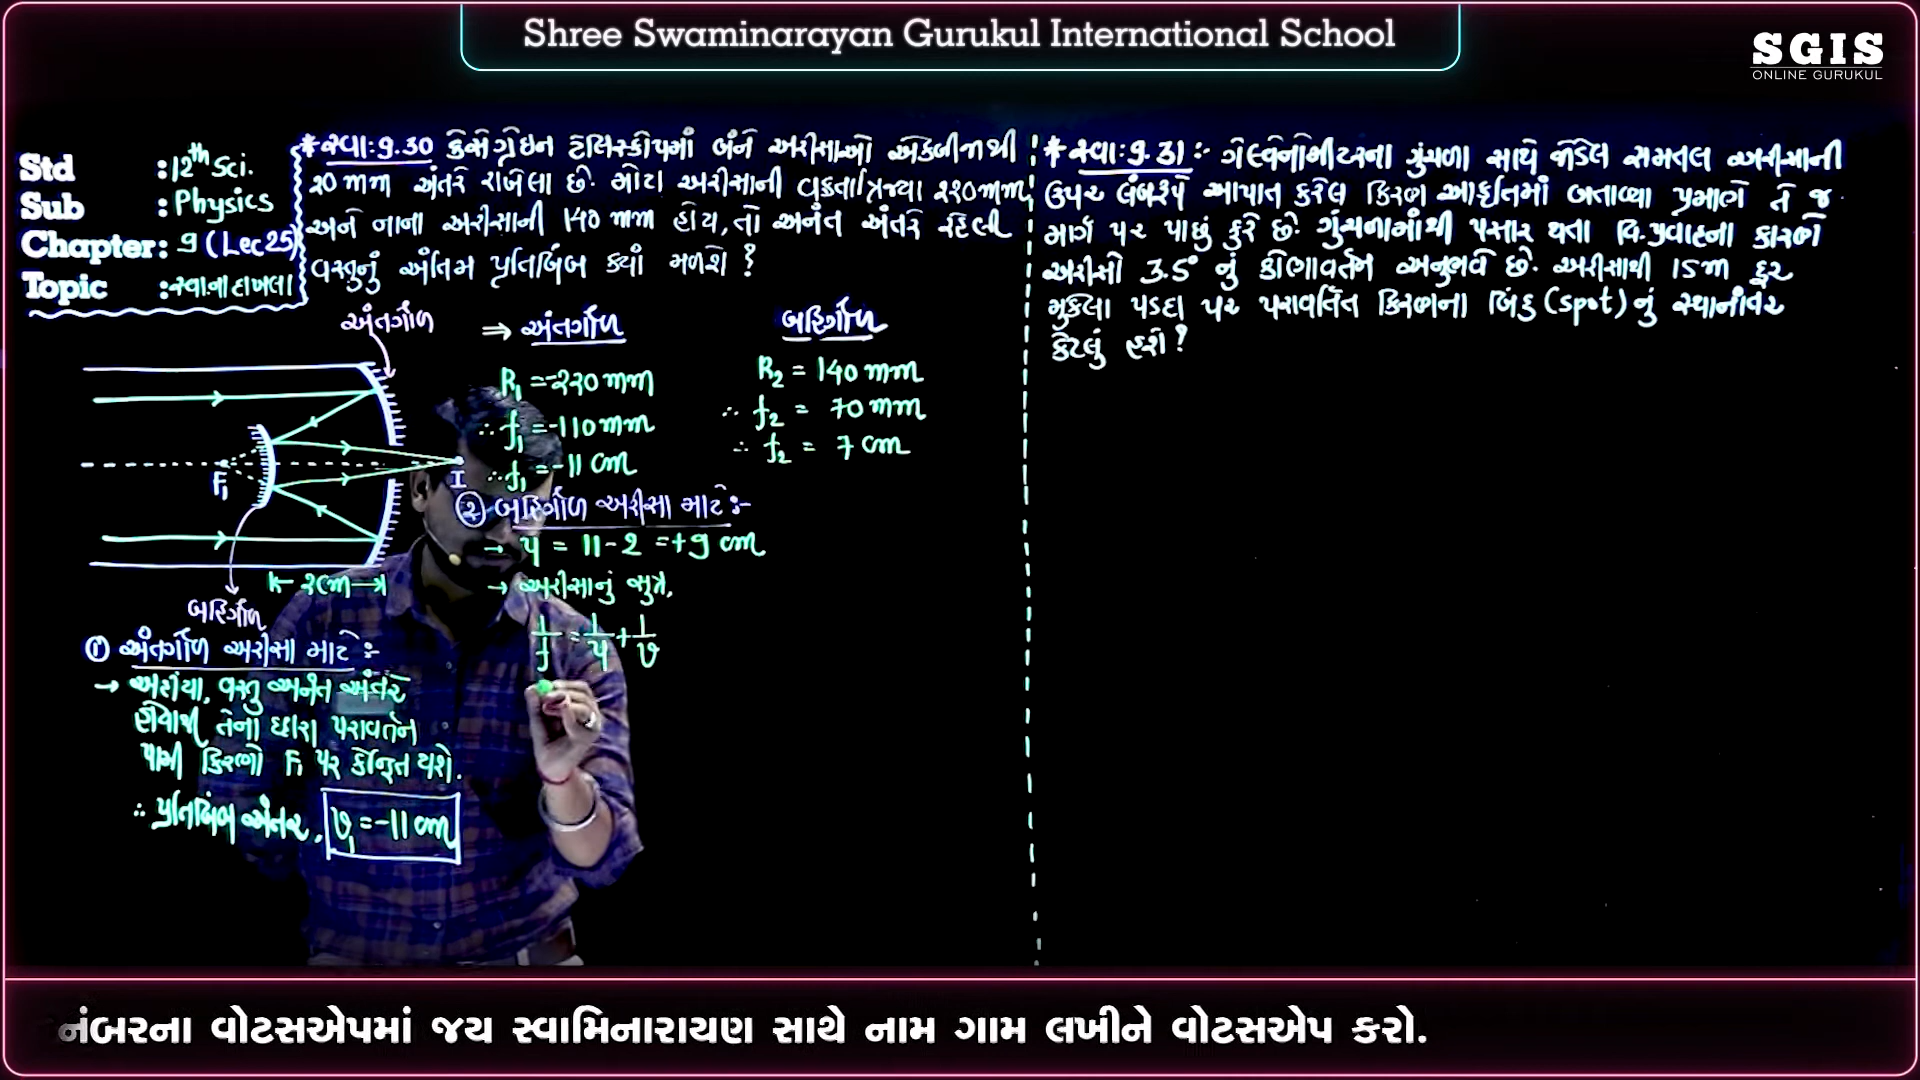 Shree Swaminarayan Gurukul International School
SGIS
ONLINE GURUKUL
Std : 12th Sci.
Sub : Physics
Chapter : 9 (Lec 25)
Topic : સ્વા.ના દાખલા
* સ્વા: 9.30 કેસેગ્રેઇન ટેલિસ્કોપમાં બંને અરીસાઓ એકબીજાથી
20 mm અંતરે રાખેલા છે. મોટા અરીસાની વક્રતાત્રિજ્યા 220 mm
અને નાના અરીસાની 140 mm હોય, તો અનંત અંતરે રહેલી
વસ્તુનું અંતિમ પ્રતિબિંબ ક્યાં મળશે ?
અંતર્ગોળ
F₁
I
k← 2cm →
બહિર્ગોળ
⇒ અંતર્ગોળ
R₁ = -220 mm
∴ f₁ = -110 mm
∴ f₁ = -11 cm
બહિર્ગોળ
R₂ = 140 mm
∴ f₂ = 70 mm
∴ f₂ = 7 cm
① અંતર્ગોળ અરીસા માટે :-
→ અહીંયા, વસ્તુ અનંત અંતરે
હોવાથી તેના દ્વારા પરાવર્તન
પામી કિરણો F₁ પર કેન્દ્રિત થશે.
∴ પ્રતિબિંબ અંતર, v₁ = -11 cm
② બહિર્ગોળ અરીસા માટે :-
→ u = 11 - 2 = +9 cm
→ અરીસાનું સુત્ર,
1/f = 1/u + 1/v
* સ્વા: 9.31 :- ગેલ્વેનોમીટરના ગુંચળા સાથે જોડેલ સમતલ અરીસાની
ઉપર લંબરૂપે આપાત કરેલ કિરણ આકૃતિમાં બતાવ્યા પ્રમાણે તે જ
માર્ગ પર પાછું ફરે છે. ગુંચળામાંથી પસાર થતા વિ.પ્રવાહના કારણે
અરીસો 3.5° નું કોણાવર્તન અનુભવે છે. અરીસાથી 1.5m દૂર
મુકેલા પડદા પર પરાવર્તિત કિરણના બિંદુ (spot) નું સ્થાનાંતર
કેટલું હશે ?
નંબરના વોટસએપમાં જય સ્વામિનારાયણ સાથે નામ ગામ લખીને વોટસએપ કરો.